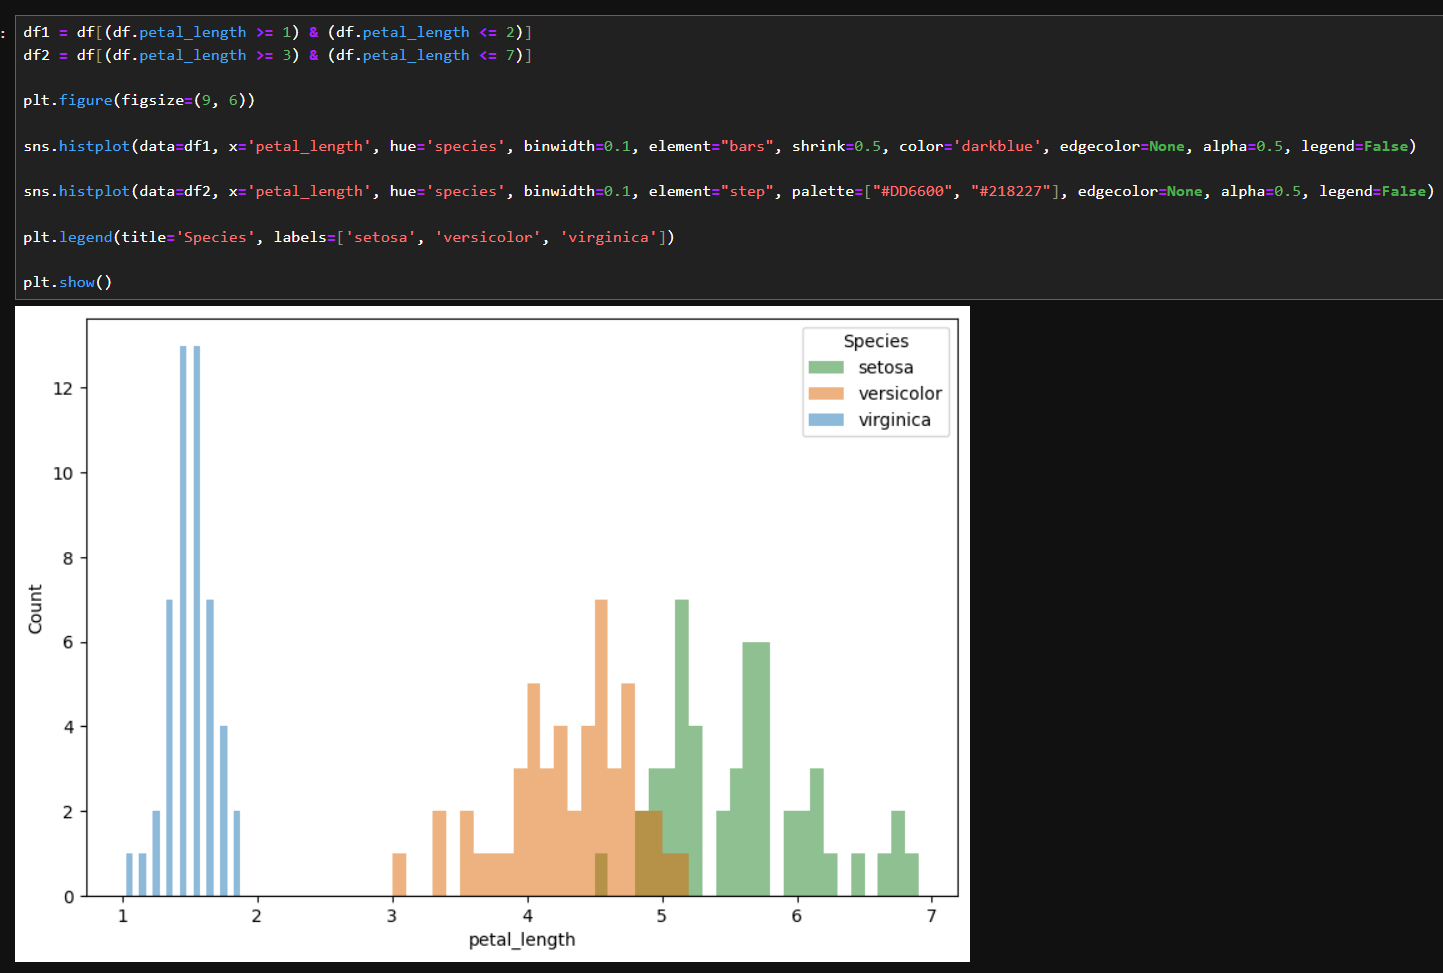 :
df1 = df[(df.petal_length >= 1) & (df.petal_length <= 2)]
df2 = df[(df.petal_length >= 3) & (df.petal_length <= 7)]
plt.figure(figsize=(9, 6))
sns.histplot(data=df1, x='petal_length', hue='species', binwidth=0.1, element="bars", shrink=0.5, color='darkblue', edgecolor=None, alpha=0.5, legend=False)
sns.histplot(data=df2, x='petal_length', hue='species', binwidth=0.1, element="step", palette=["#DD6600", "#218227"], edgecolor=None, alpha=0.5, legend=False)
plt.legend(title='Species', labels=['setosa', 'versicolor', 'virginica'])
plt.show()
Species
setosa
versicolor
virginica
12
10
8
6
4
2
0
Count
1 2 3 4 5 6 7
petal_length